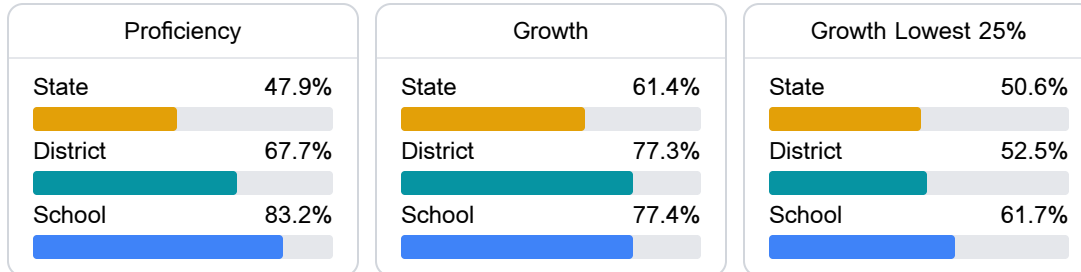 Proficiency
State 47.9%
District 67.7%
School 83.2%
Growth
State 61.4%
District 77.3%
School 77.4%
Growth Lowest 25%
State 50.6%
District 52.5%
School 61.7%